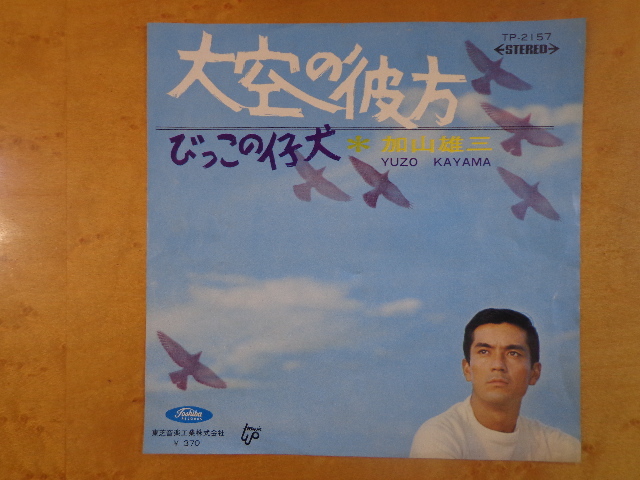 TP-2157
STEREO
大空の彼方
びっこの仔犬 * 加山雄三
YUZO KAYAMA
Toshiba
RECORDS
東芝音楽工業株式会社
¥370